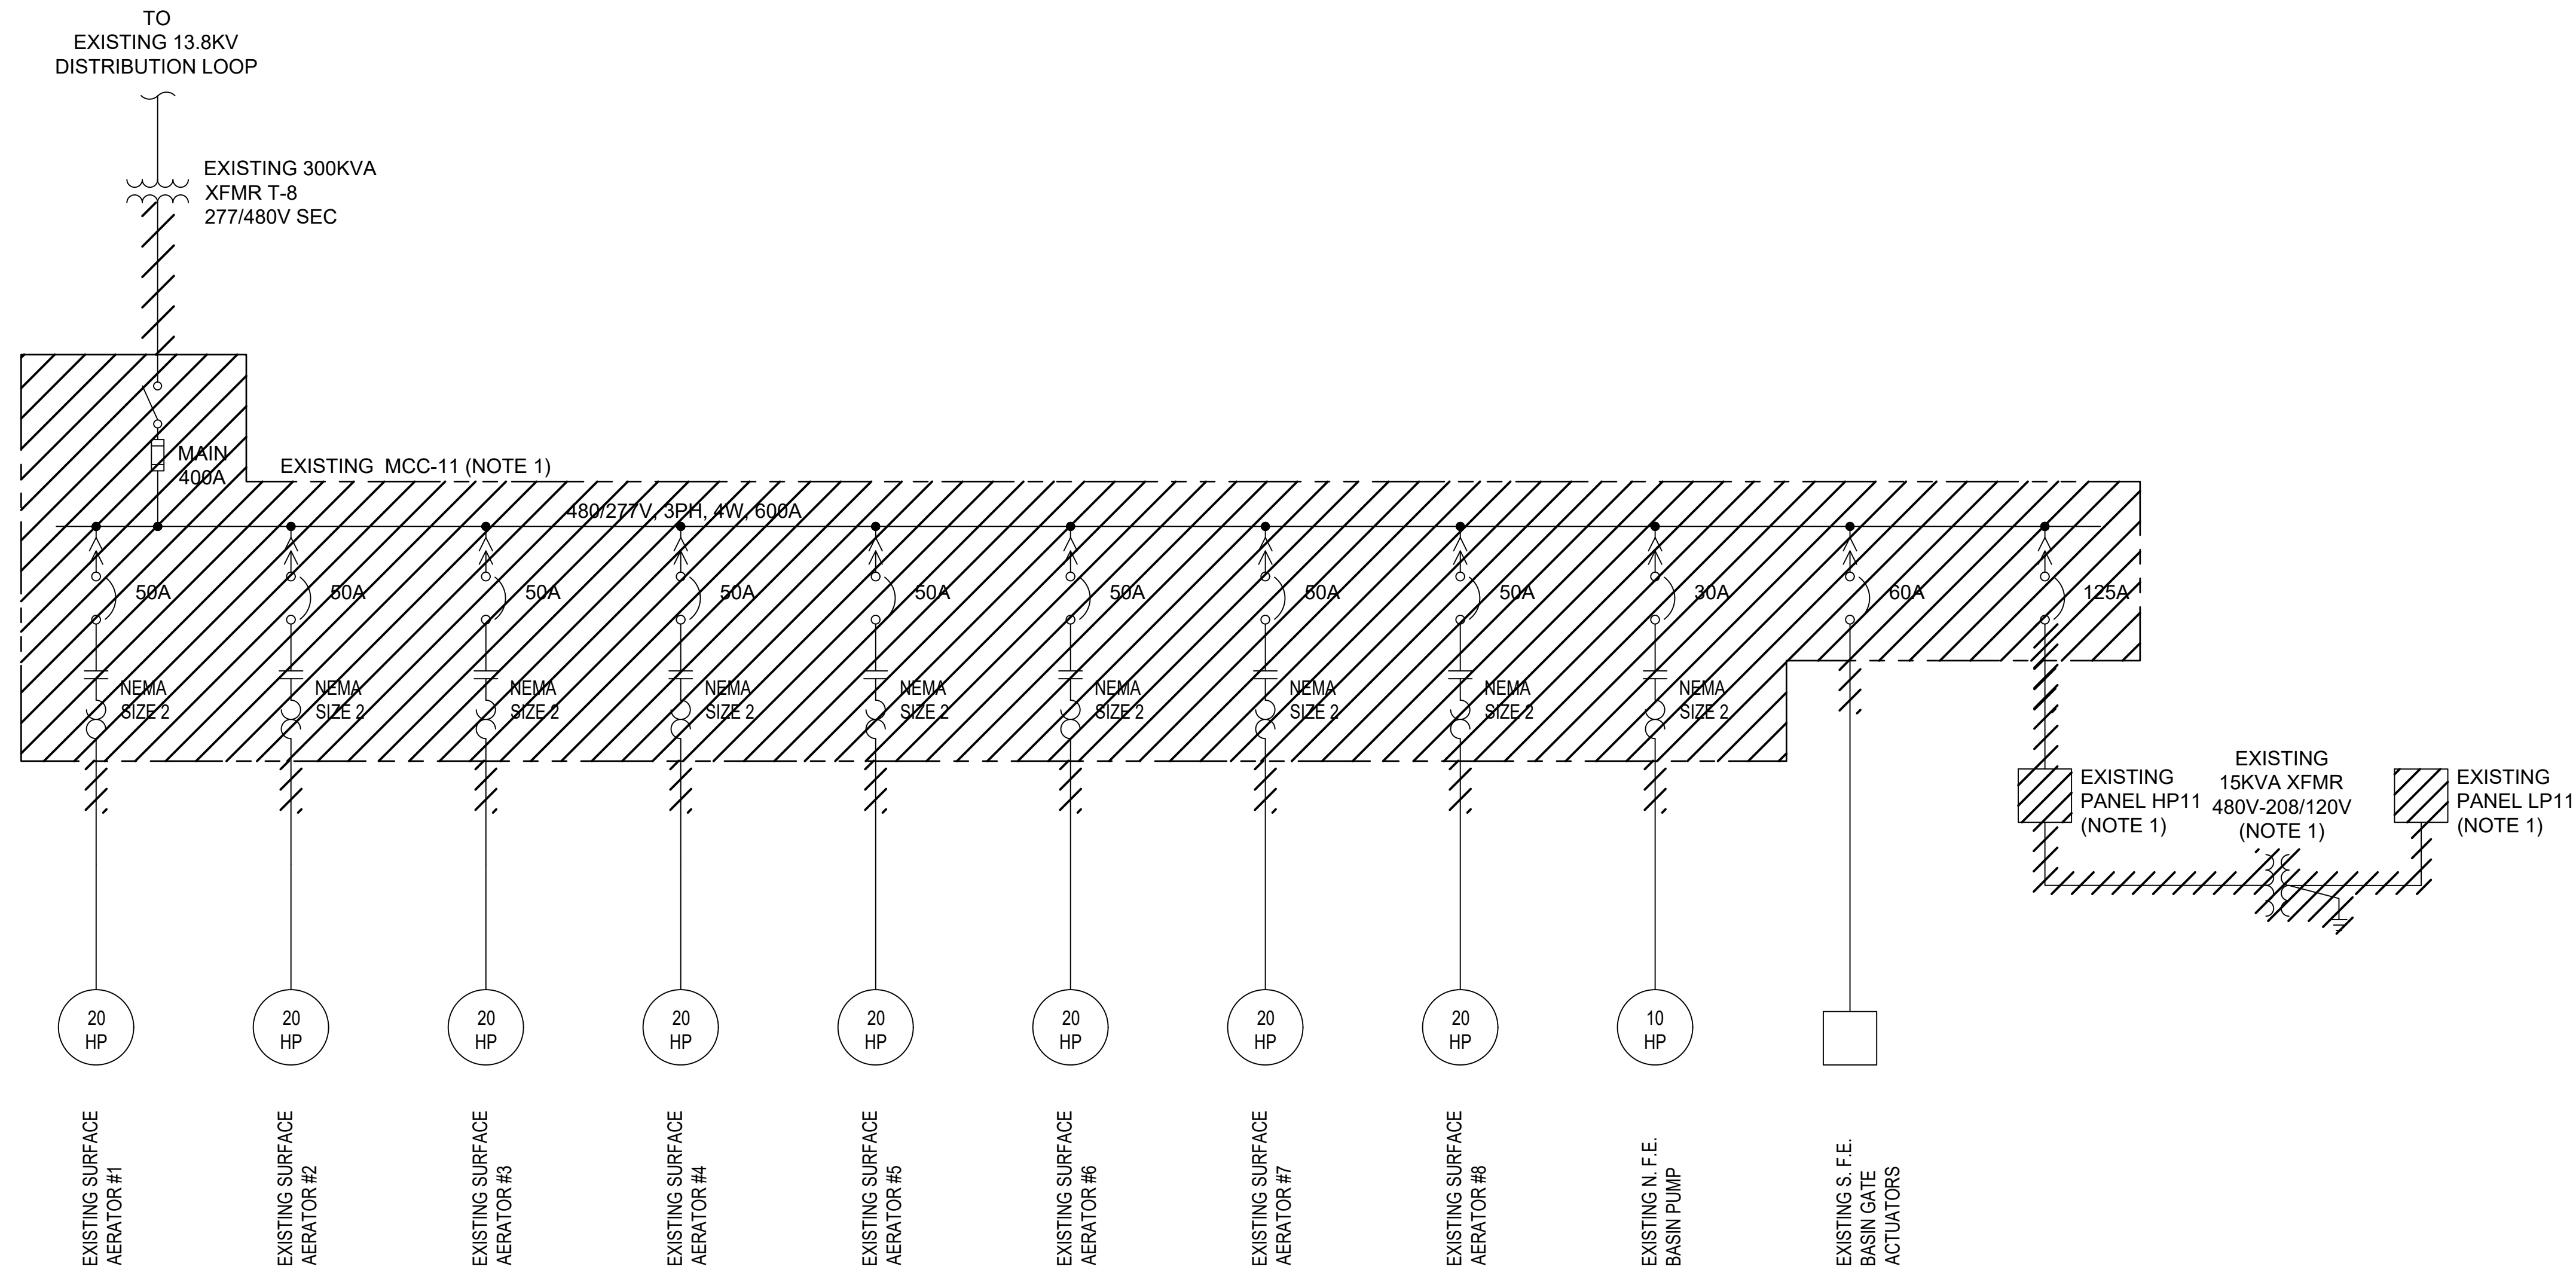 TO
EXISTING 13.8KV
DISTRIBUTION LOOP
EXISTING 300KVA
XFMR T-8
277/480V SEC
MAIN
400A
EXISTING MCC-11 (NOTE 1)
480/277V, 3PH, 4W, 600A
50A
50A
50A
50A
50A
50A
50A
50A
30A
60A
125A
NEMA
SIZE 2
NEMA
SIZE 2
NEMA
SIZE 2
NEMA
SIZE 2
NEMA
SIZE 2
NEMA
SIZE 2
NEMA
SIZE 2
NEMA
SIZE 2
NEMA
SIZE 2
EXISTING
PANEL HP11
(NOTE 1)
EXISTING
15KVA XFMR
480V-208/120V
(NOTE 1)
EXISTING
PANEL LP11
(NOTE 1)
20
HP
20
HP
20
HP
20
HP
20
HP
20
HP
20
HP
20
HP
10
HP
EXISTING SURFACE
AERATOR #1
EXISTING SURFACE
AERATOR #2
EXISTING SURFACE
AERATOR #3
EXISTING SURFACE
AERATOR #4
EXISTING SURFACE
AERATOR #5
EXISTING SURFACE
AERATOR #6
EXISTING SURFACE
AERATOR #7
EXISTING SURFACE
AERATOR #8
EXISTING N. F.E.
BASIN PUMP
EXISTING S. F.E.
BASIN GATE
ACTUATORS